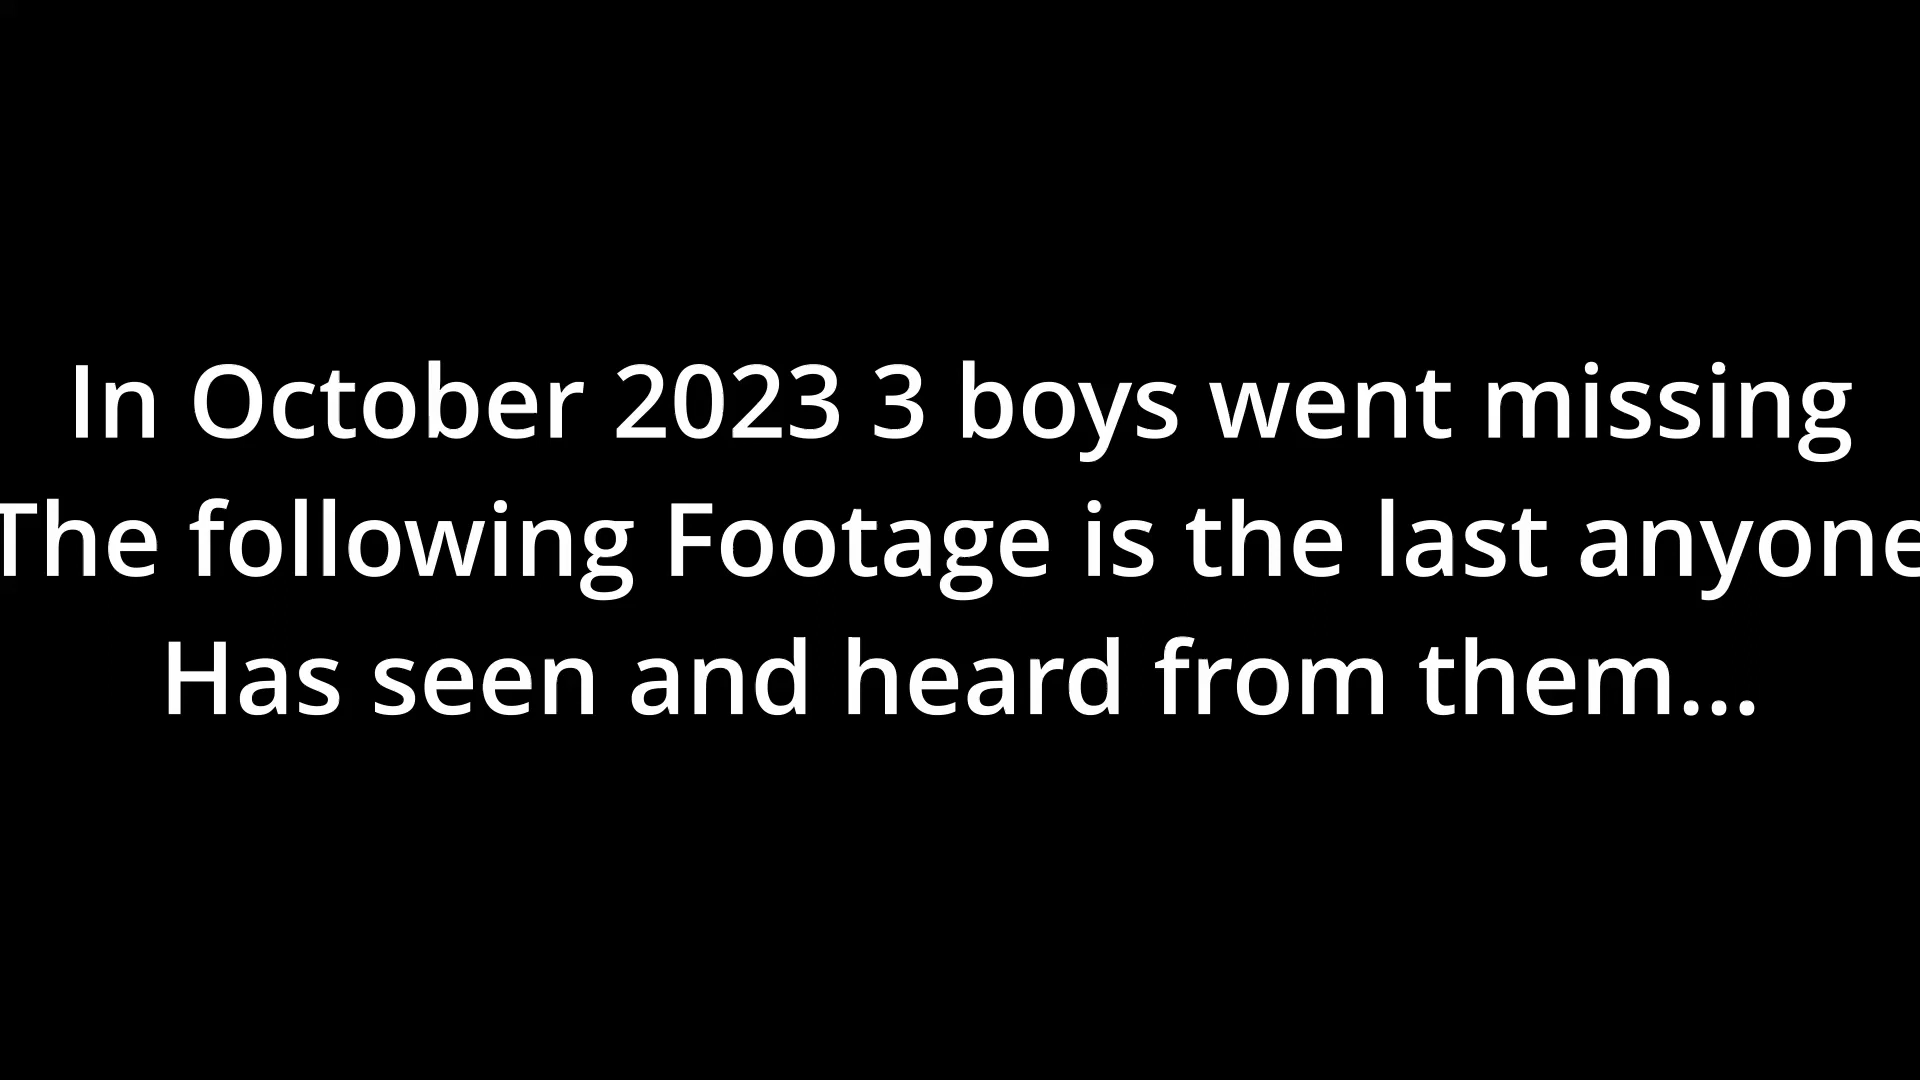 In October 2023 3 boys went missing
The following Footage is the last anyone
Has seen and heard from them...